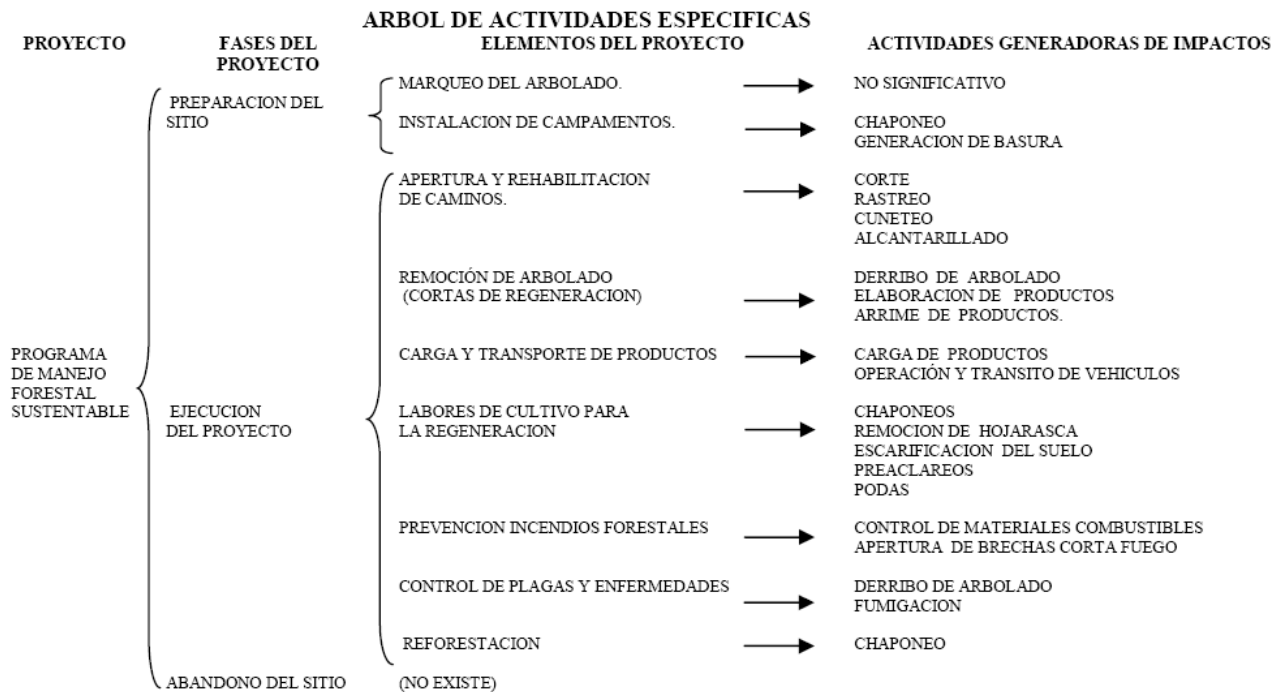 ARBOL DE ACTIVIDADES ESPECIFICAS
PROYECTO
FASES DEL
PROYECTO
ELEMENTOS DEL PROYECTO
ACTIVIDADES GENERADORAS DE IMPACTOS
PROGRAMA
DE MANEJO
FORESTAL
SUSTENTABLE
PREPARACION DEL
SITIO
MARQUEO DEL ARBOLADO.
NO SIGNIFICATIVO
INSTALACION DE CAMPAMENTOS.
CHAPONEO
GENERACION DE BASURA
EJECUCION
DEL PROYECTO
APERTURA Y REHABILITACION
DE CAMINOS.
CORTE
RASTREO
CUNETEO
ALCANTARILLADO
REMOCIÓN DE ARBOLADO
(CORTAS DE REGENERACION)
DERRIBO DE ARBOLADO
ELABORACION DE PRODUCTOS
ARRIME DE PRODUCTOS.
CARGA Y TRANSPORTE DE PRODUCTOS
CARGA DE PRODUCTOS
OPERACIÓN Y TRANSITO DE VEHICULOS
LABORES DE CULTIVO PARA
LA REGENERACION
CHAPONEOS
REMOCION DE HOJARASCA
ESCARIFICACION DEL SUELO
PREACLAREOS
PODAS
PREVENCION INCENDIOS FORESTALES
CONTROL DE MATERIALES COMBUSTIBLES
APERTURA DE BRECHAS CORTA FUEGO
CONTROL DE PLAGAS Y ENFERMEDADES
DERRIBO DE ARBOLADO
FUMIGACION
REFORESTACION
CHAPONEO
ABANDONO DEL SITIO
(NO EXISTE)